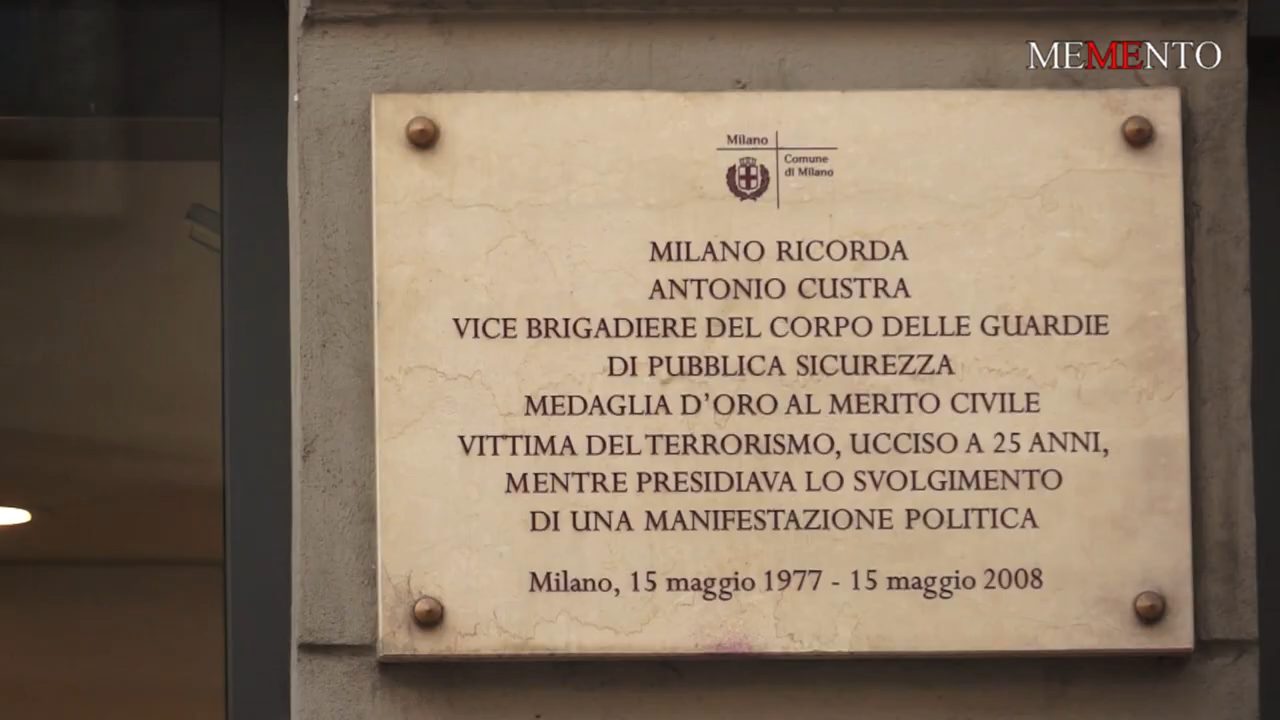 MEMENTO
Milano
Comune
di Milano
MILANO RICORDA
ANTONIO CUSTRA
VICE BRIGADIERE DEL CORPO DELLE GUARDIE
DI PUBBLICA SICUREZZA
MEDAGLIA D'ORO AL MERITO CIVILE
VITTIMA DEL TERRORISMO, UCCISO A 25 ANNI,
MENTRE PRESIDIAVA LO SVOLGIMENTO
DI UNA MANIFESTAZIONE POLITICA
Milano, 15 maggio 1977 - 15 maggio 2008